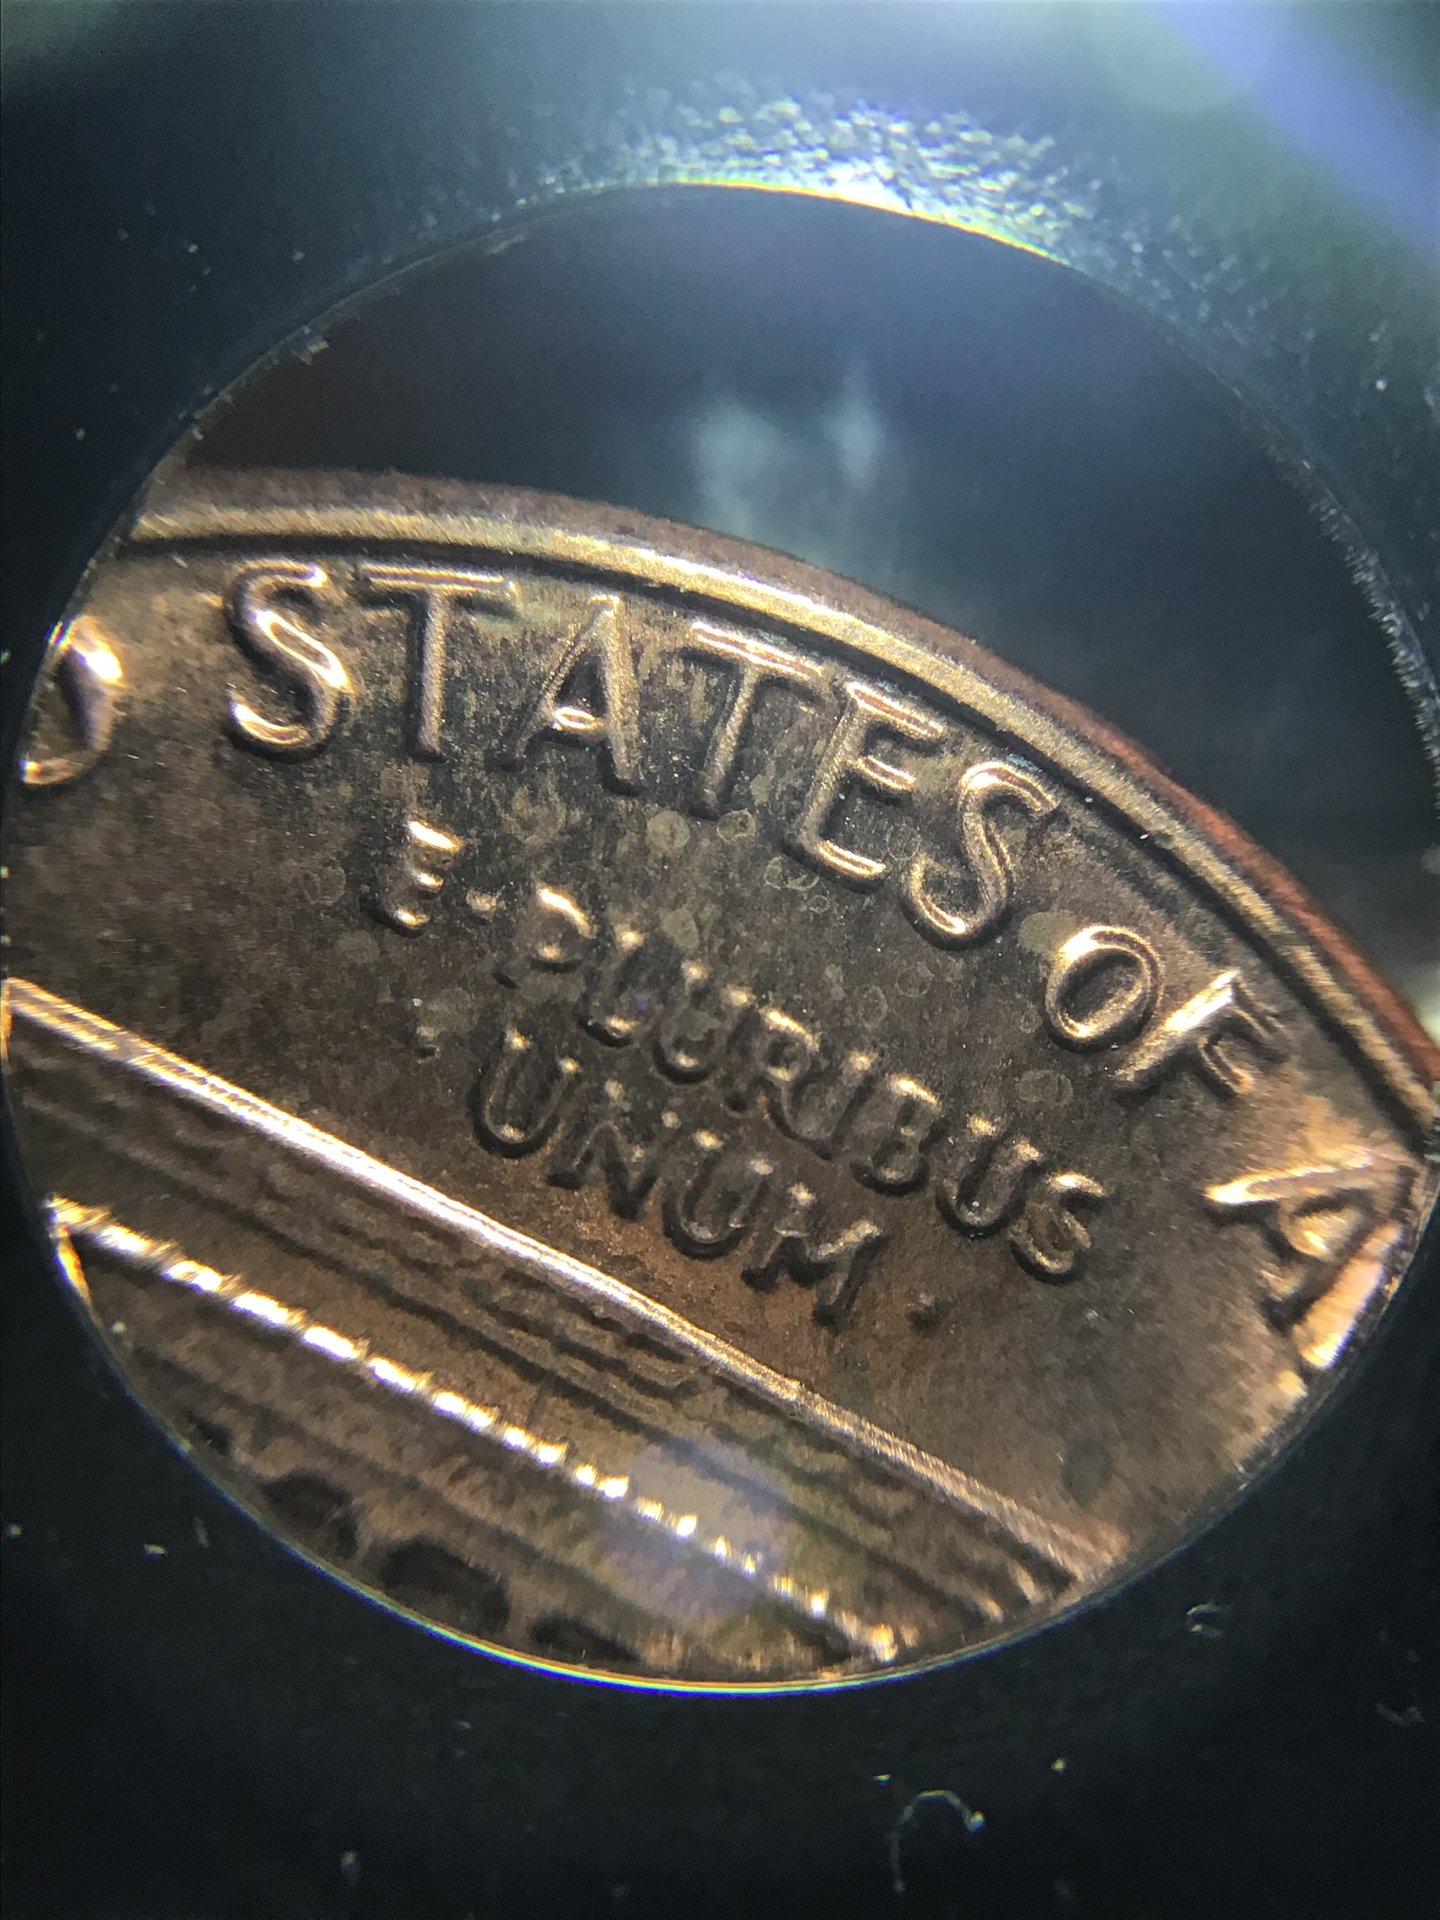 D STATES OF A
E·PLURIBUS
·UNUM·